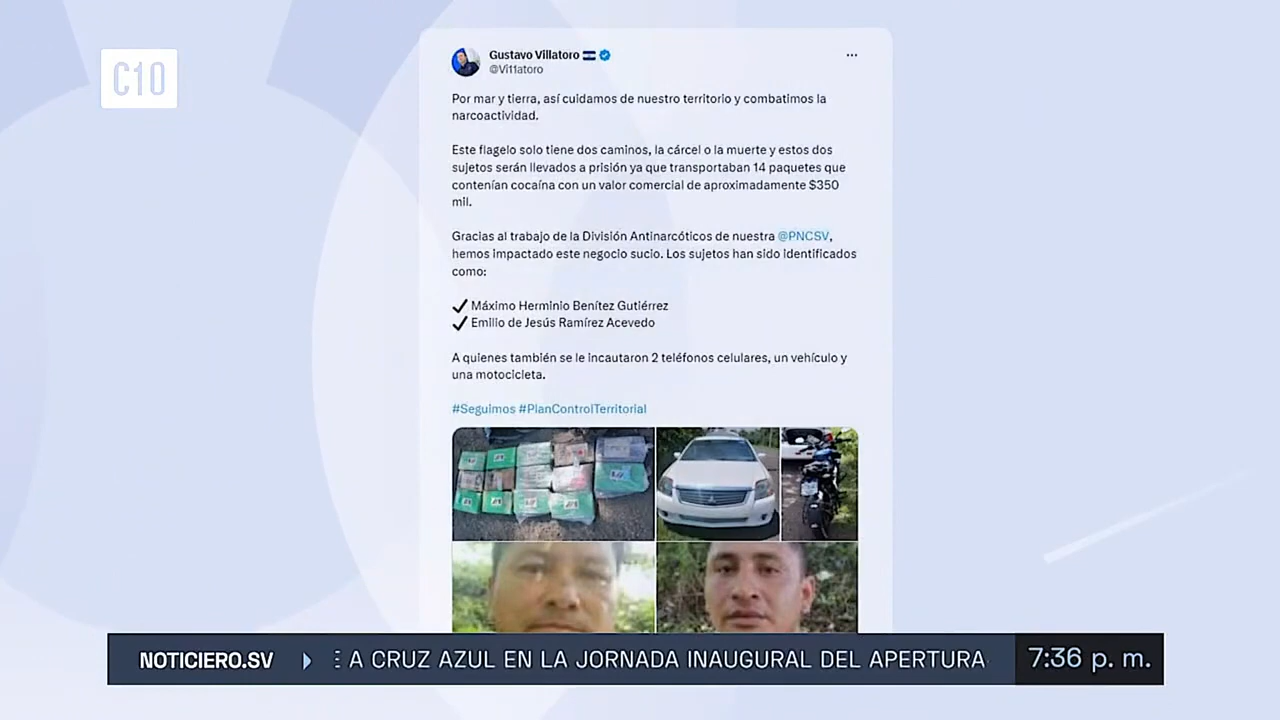 C10
Gustavo Villatoro
@Vi11atoro
Por mar y tierra, así cuidamos de nuestro territorio y combatimos la
narcoactividad.
Este flagelo solo tiene dos caminos, la cárcel o la muerte y estos dos
sujetos serán llevados a prisión ya que transportaban 14 paquetes que
contenían cocaína con un valor comercial de aproximadamente $350
mil.
Gracias al trabajo de la División Antinarcóticos de nuestra @PNCSV,
hemos impactado este negocio sucio. Los sujetos han sido identificados
como:
Máximo Herminio Benítez Gutiérrez
Emilio de Jesús Ramírez Acevedo
A quienes también se le incautaron 2 teléfonos celulares, un vehículo y
una motocicleta.
#Seguimos #PlanControlTerritorial
NOTICIERO.SV
A CRUZ AZUL EN LA JORNADA INAUGURAL DEL APERTURA
7:36 p. m.